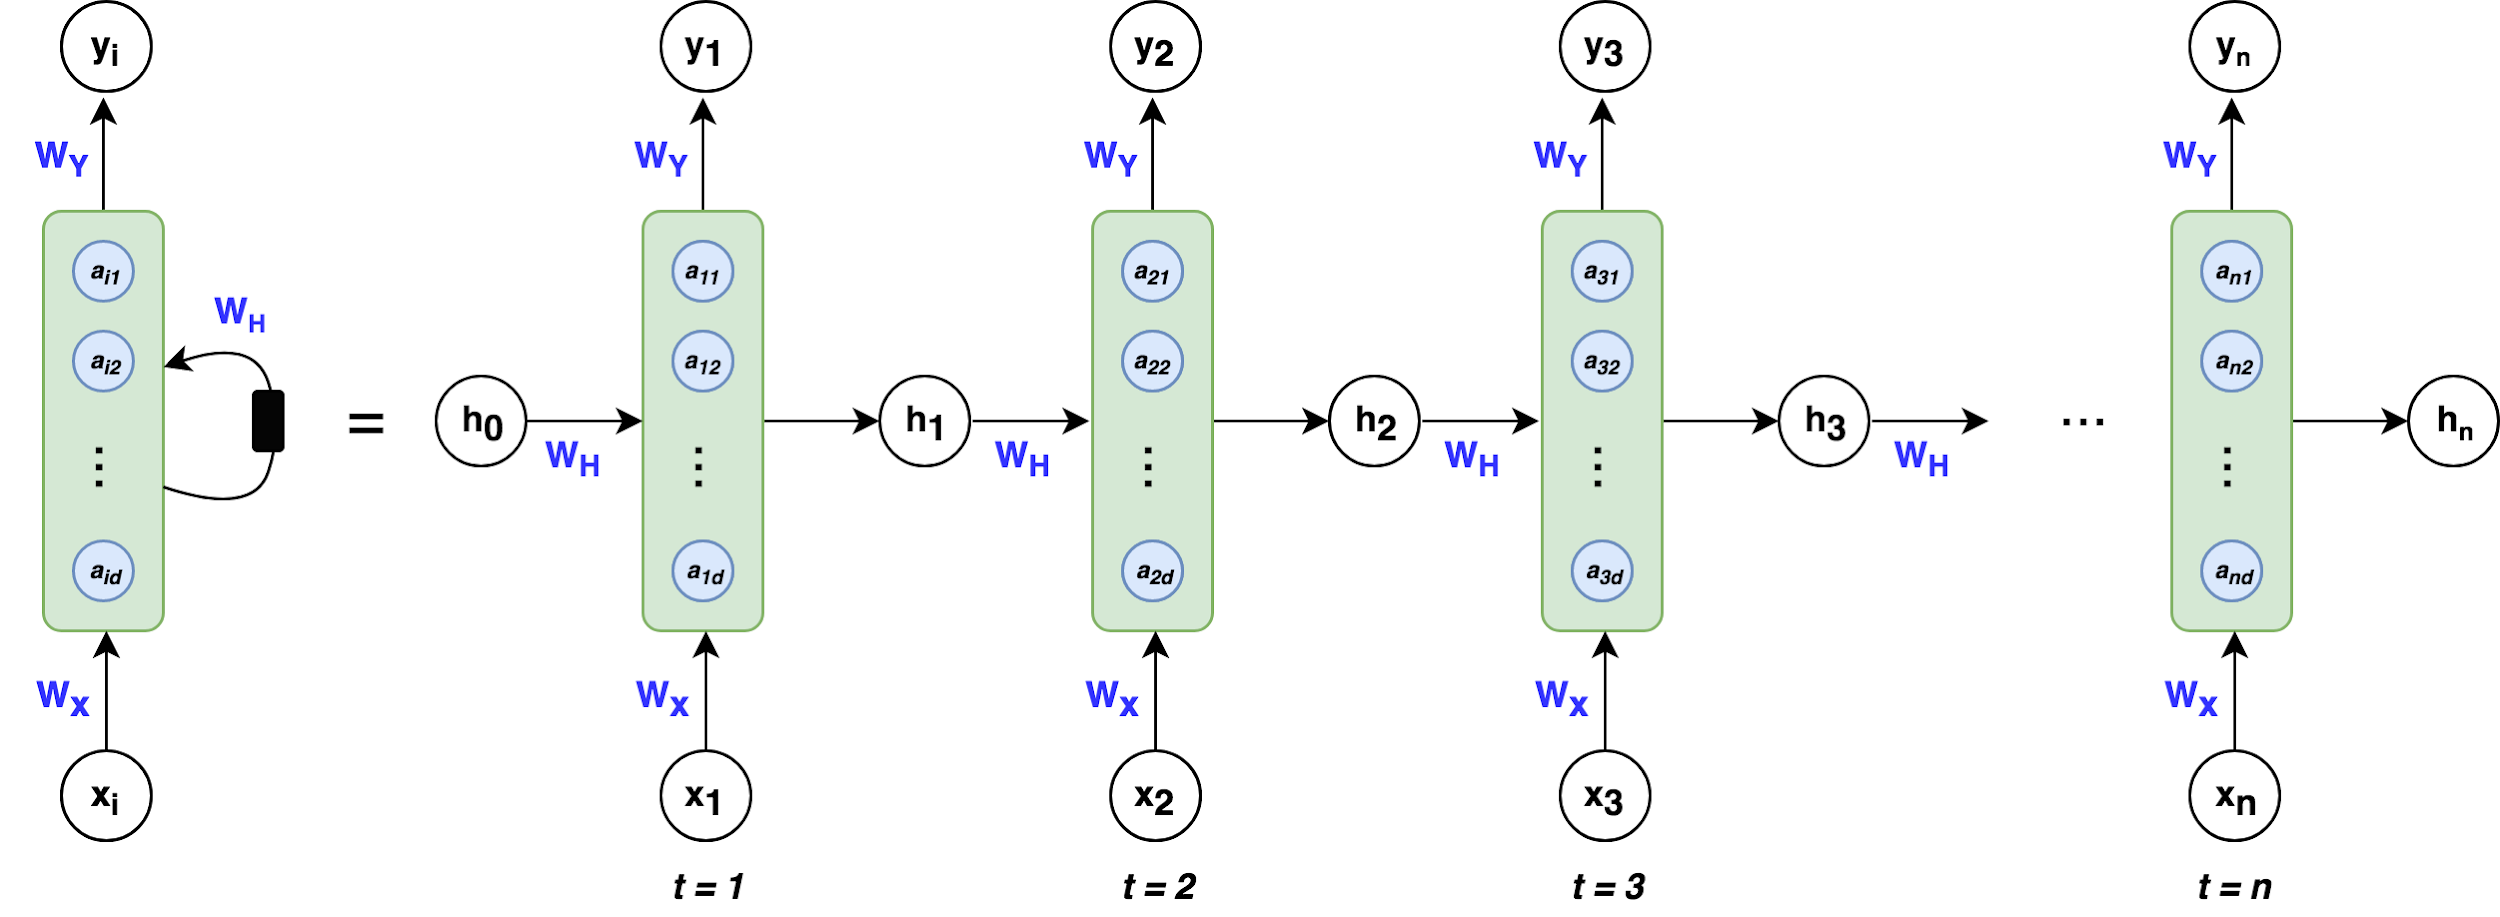 yi y1 y2 y3 yn
WY WY WY WY WY
ai1 a11 a21 a31 an1
WH
ai2 a12 a22 a32 an2
= h0 h1 h2 h3 ... hn
WH WH WH WH
⋮ ⋮ ⋮ ⋮ ⋮
aid a1d a2d a3d and
WX WX WX WX WX
xi x1 x2 x3 xn
t = 1 t = 2 t = 3 t = n